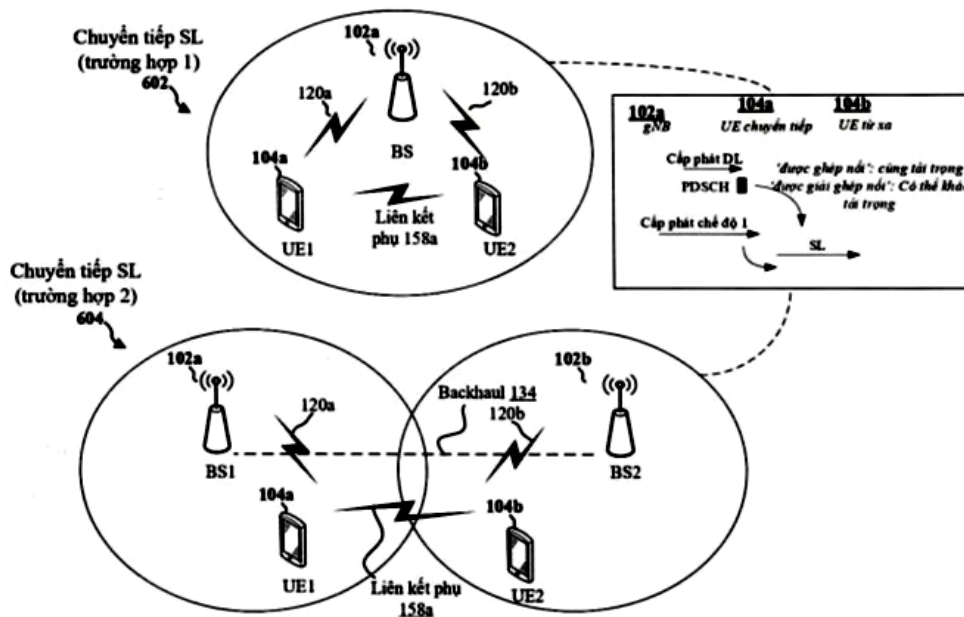 Chuyển tiếp SL
(trường hợp 1)
602
102a
120a
120b
BS
104a
104b
Liên kết
phụ 158a
UE1
UE2
102a
gNB
104a
UE chuyển tiếp
104b
UE từ xa
Cấp phát DL
'được ghép nối': cùng tải trọng
PDSCH
'được giải ghép nối': Có thể khác
tải trọng
Cấp phát chế độ 1
SL
Chuyển tiếp SL
(trường hợp 2)
604
102a
102b
120a
Backhaul 134
120b
BS1
BS2
104a
104b
UE1
Liên kết phụ
158a
UE2